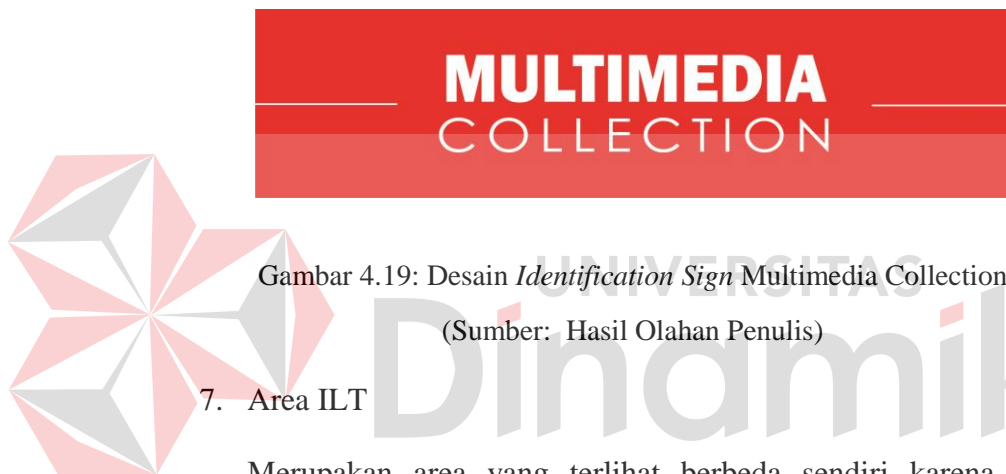 MULTIMEDIA
COLLECTION
UNIVERSITAS
Gambar 4.19: Desain Identification Sign Multimedia Collection
(Sumber: Hasil Olahan Penulis)
7. Area ILT
Merupakan area yang terlihat berbeda sendiri karena